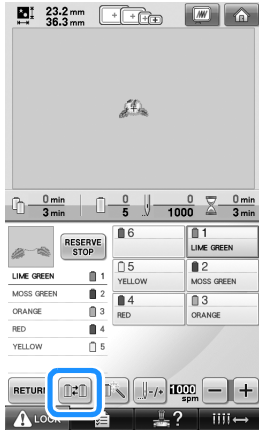 23.2 mm
36.3 mm
0 min
3 min
0
5
0
1000
0 min
3 min
RESERVE
STOP
6
1
LIME GREEN
5
YELLOW
2
MOSS GREEN
4
RED
3
ORANGE
LIME GREEN 1
MOSS GREEN 2
ORANGE 3
RED 4
YELLOW 5
RETUR
-/+
1000
spm
− +
LOC
?